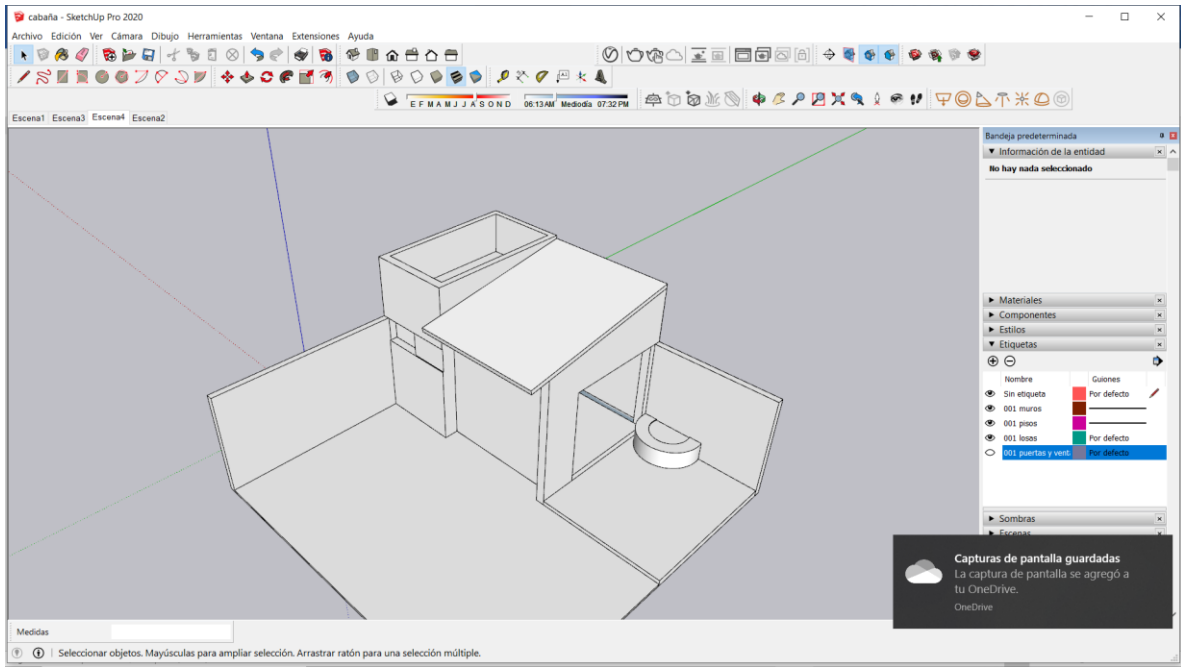 cabaña - SketchUp Pro 2020
Archivo Edición Ver Cámara Dibujo Herramientas Ventana Extensiones Ayuda
E F M A M J J A S O N D 06:13 AM Mediodía 07:32 PM
Escena1 Escena3 Escena4 Escena2
Bandeja predeterminada
Información de la entidad
No hay nada seleccionado
Materiales
Componentes
Estilos
Etiquetas
Nombre Guiones
Sin etiqueta Por defecto
001 muros
001 pisos
001 losas Por defecto
001 puertas y vent Por defecto
Sombras
Escenas
Capturas de pantalla guardadas
La captura de pantalla se agregó a
tu OneDrive.
OneDrive
Medidas
Seleccionar objetos. Mayúsculas para ampliar selección. Arrastrar ratón para una selección múltiple.